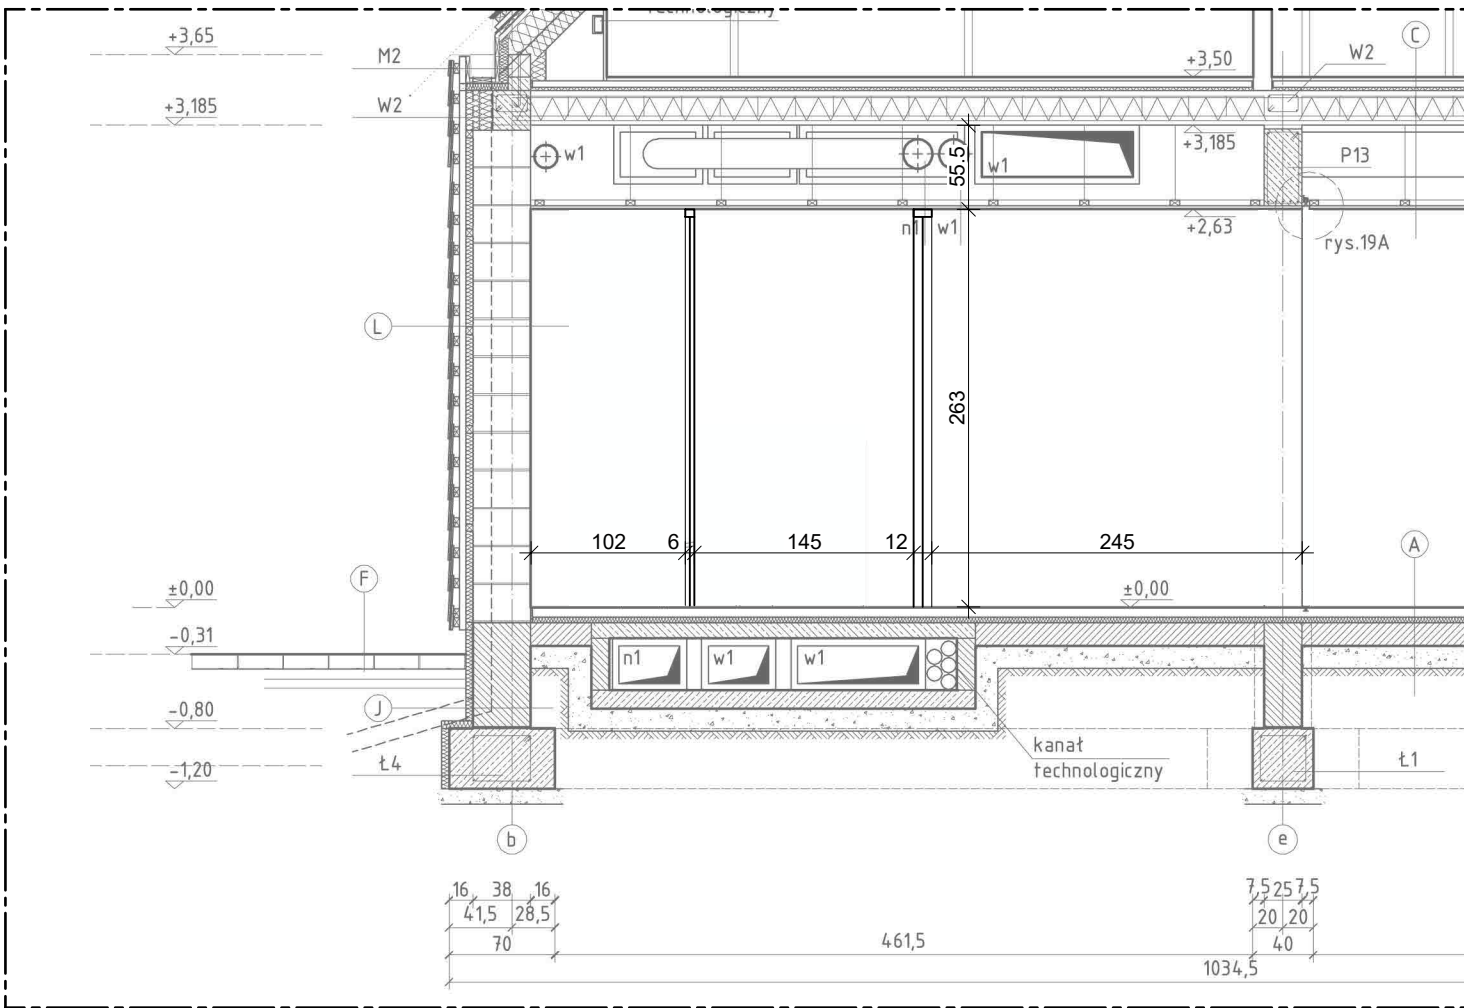 technologiczny
+3,65
M2
+3,50
W2
C
+3,185
W2
w1
55.5
w1
+3,185
P13
n1
w1
+2,63
rys.19A
L
263
102
6
145
12
245
A
F
±0,00
±0,00
-0,31
n1
w1
w1
J
-0,80
kanał
technologiczny
Ł4
Ł1
-1,20
b
e
16
38
16
7,5
25
7,5
41,5
28,5
20
20
70
461,5
40
1034,5